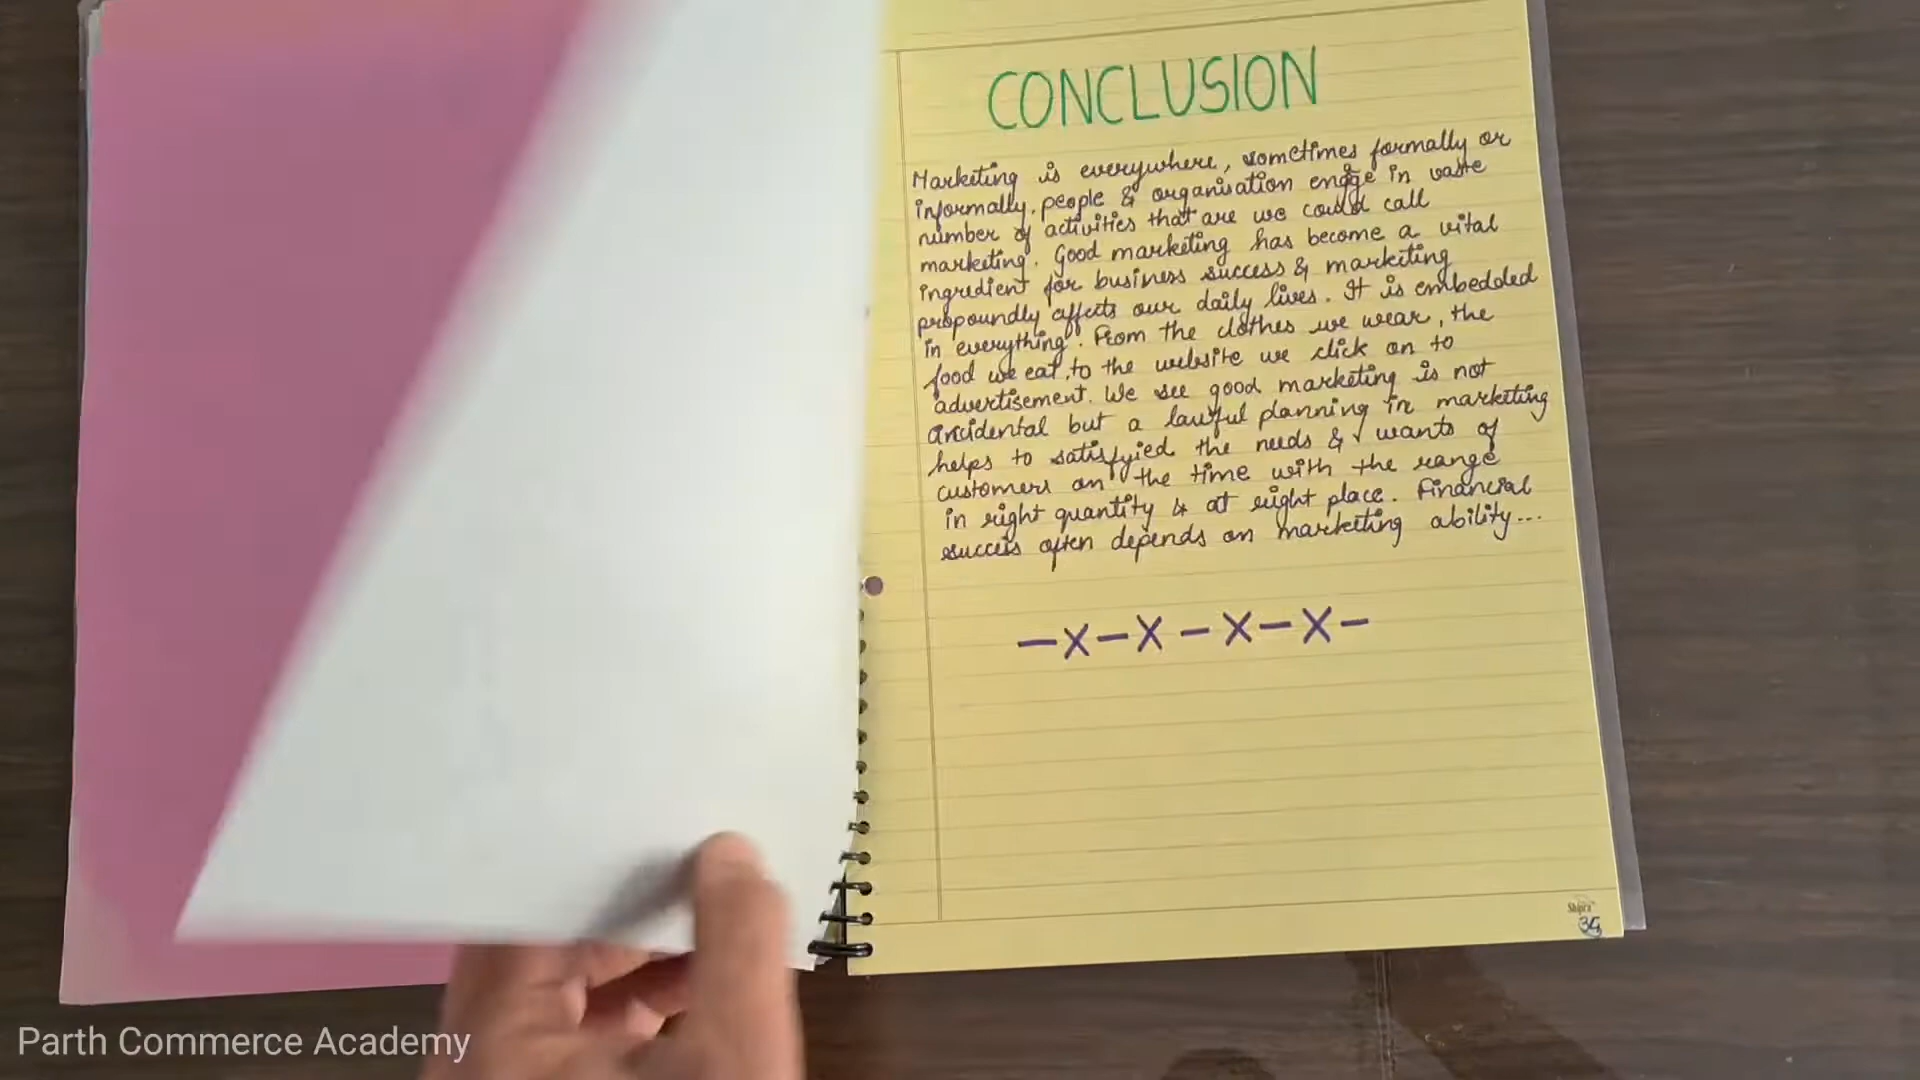 CONCLUSION
Marketing is everywhere, sometimes formally or
informally. people & organisation engage in vaste
number of activities that are we could call
marketing. Good marketing has become a vital
ingredient for business success & marketing
propoundly affects our daily lives. It is embedded
in everything. From the clothes we wear, the
food we eat, to the website we click on to
advertisement. We see good marketing is not
accidental but a lawful planning in marketing
helps to satisfyied the needs & wants of
customers on the time with the range
in right quantity & at right place. Financial
success often depends on marketing ability...
—X—X—X—X—
Shipra
35
Parth Commerce Academy